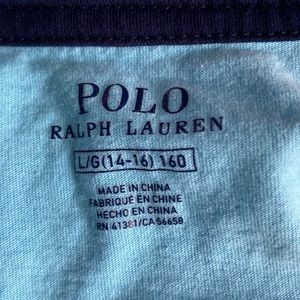 POLO
RALPH LAUREN
L/G(14-16) 160
MADE IN CHINA
FABRIQUÉ EN CHINE
HECHO EN CHINA
RN 41381/CA 56658